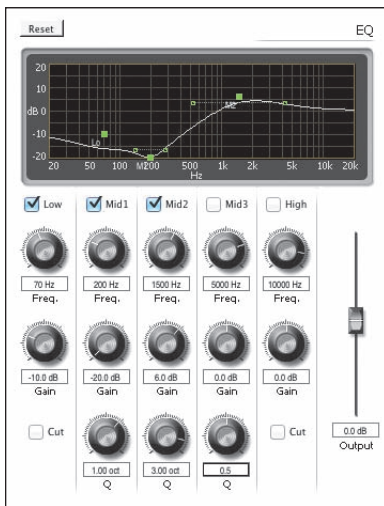 Reset EQ
20
10
dB 0
-10 Lo M2
-20
20 50 100 M1 200 500 1k 2k 5k 10k 20k
Hz
Low Mid1 Mid2 Mid3 High
70 Hz 200 Hz 1500 Hz 5000 Hz 10000 Hz
Freq. Freq. Freq. Freq. Freq.
-10.0 dB -20.0 dB 6.0 dB 0.0 dB 0.0 dB
Gain Gain Gain Gain Gain
Cut Cut
0.0 dB
Output
1.00 oct 3.00 oct 0.5
Q Q Q